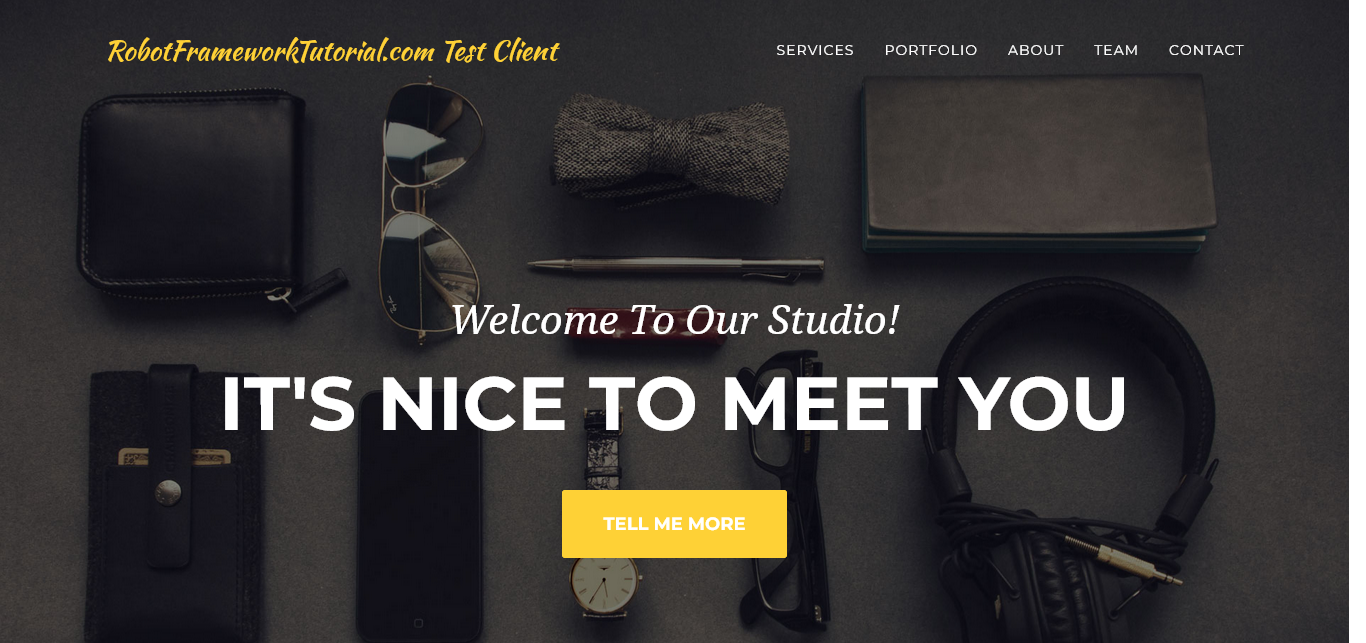 RobotFrameworkTutorial.com Test Client
SERVICES PORTFOLIO ABOUT TEAM CONTACT
Welcome To Our Studio!
IT'S NICE TO MEET YOU
TELL ME MORE